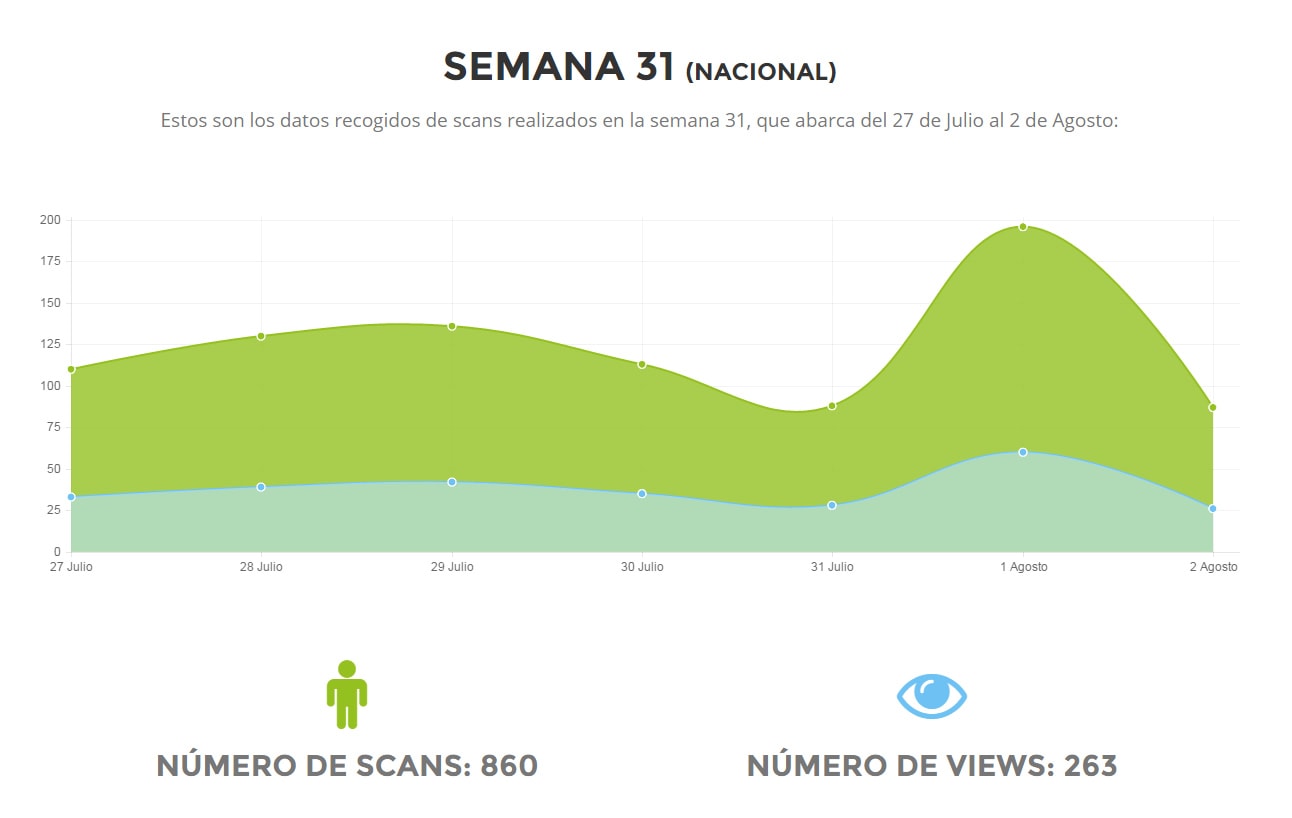 SEMANA 31 (NACIONAL)
Estos son los datos recogidos de scans realizados en la semana 31, que abarca del 27 de Julio al 2 de Agosto:
200
175
150
125
100
75
50
25
0
27 Julio 28 Julio 29 Julio 30 Julio 31 Julio 1 Agosto 2 Agosto
NÚMERO DE SCANS: 860 NÚMERO DE VIEWS: 263